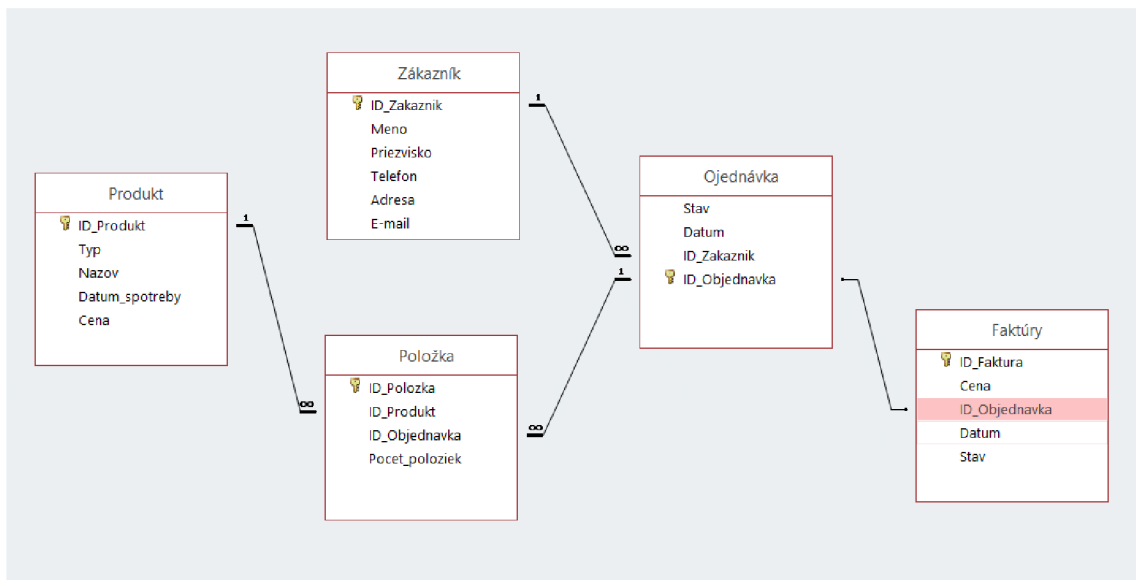 Zákazník
ID_Zakaznik
Meno
Priezvisko
Telefon
Adresa
E-mail
1
∞
Produkt
ID_Produkt
Typ
Nazov
Datum_spotreby
Cena
1
∞
Ojednávka
Stav
Datum
ID_Zakaznik
ID_Objednavka
1
∞
Položka
ID_Polozka
ID_Produkt
ID_Objednavka
Pocet_poloziek
Faktúry
ID_Faktura
Cena
ID_Objednavka
Datum
Stav